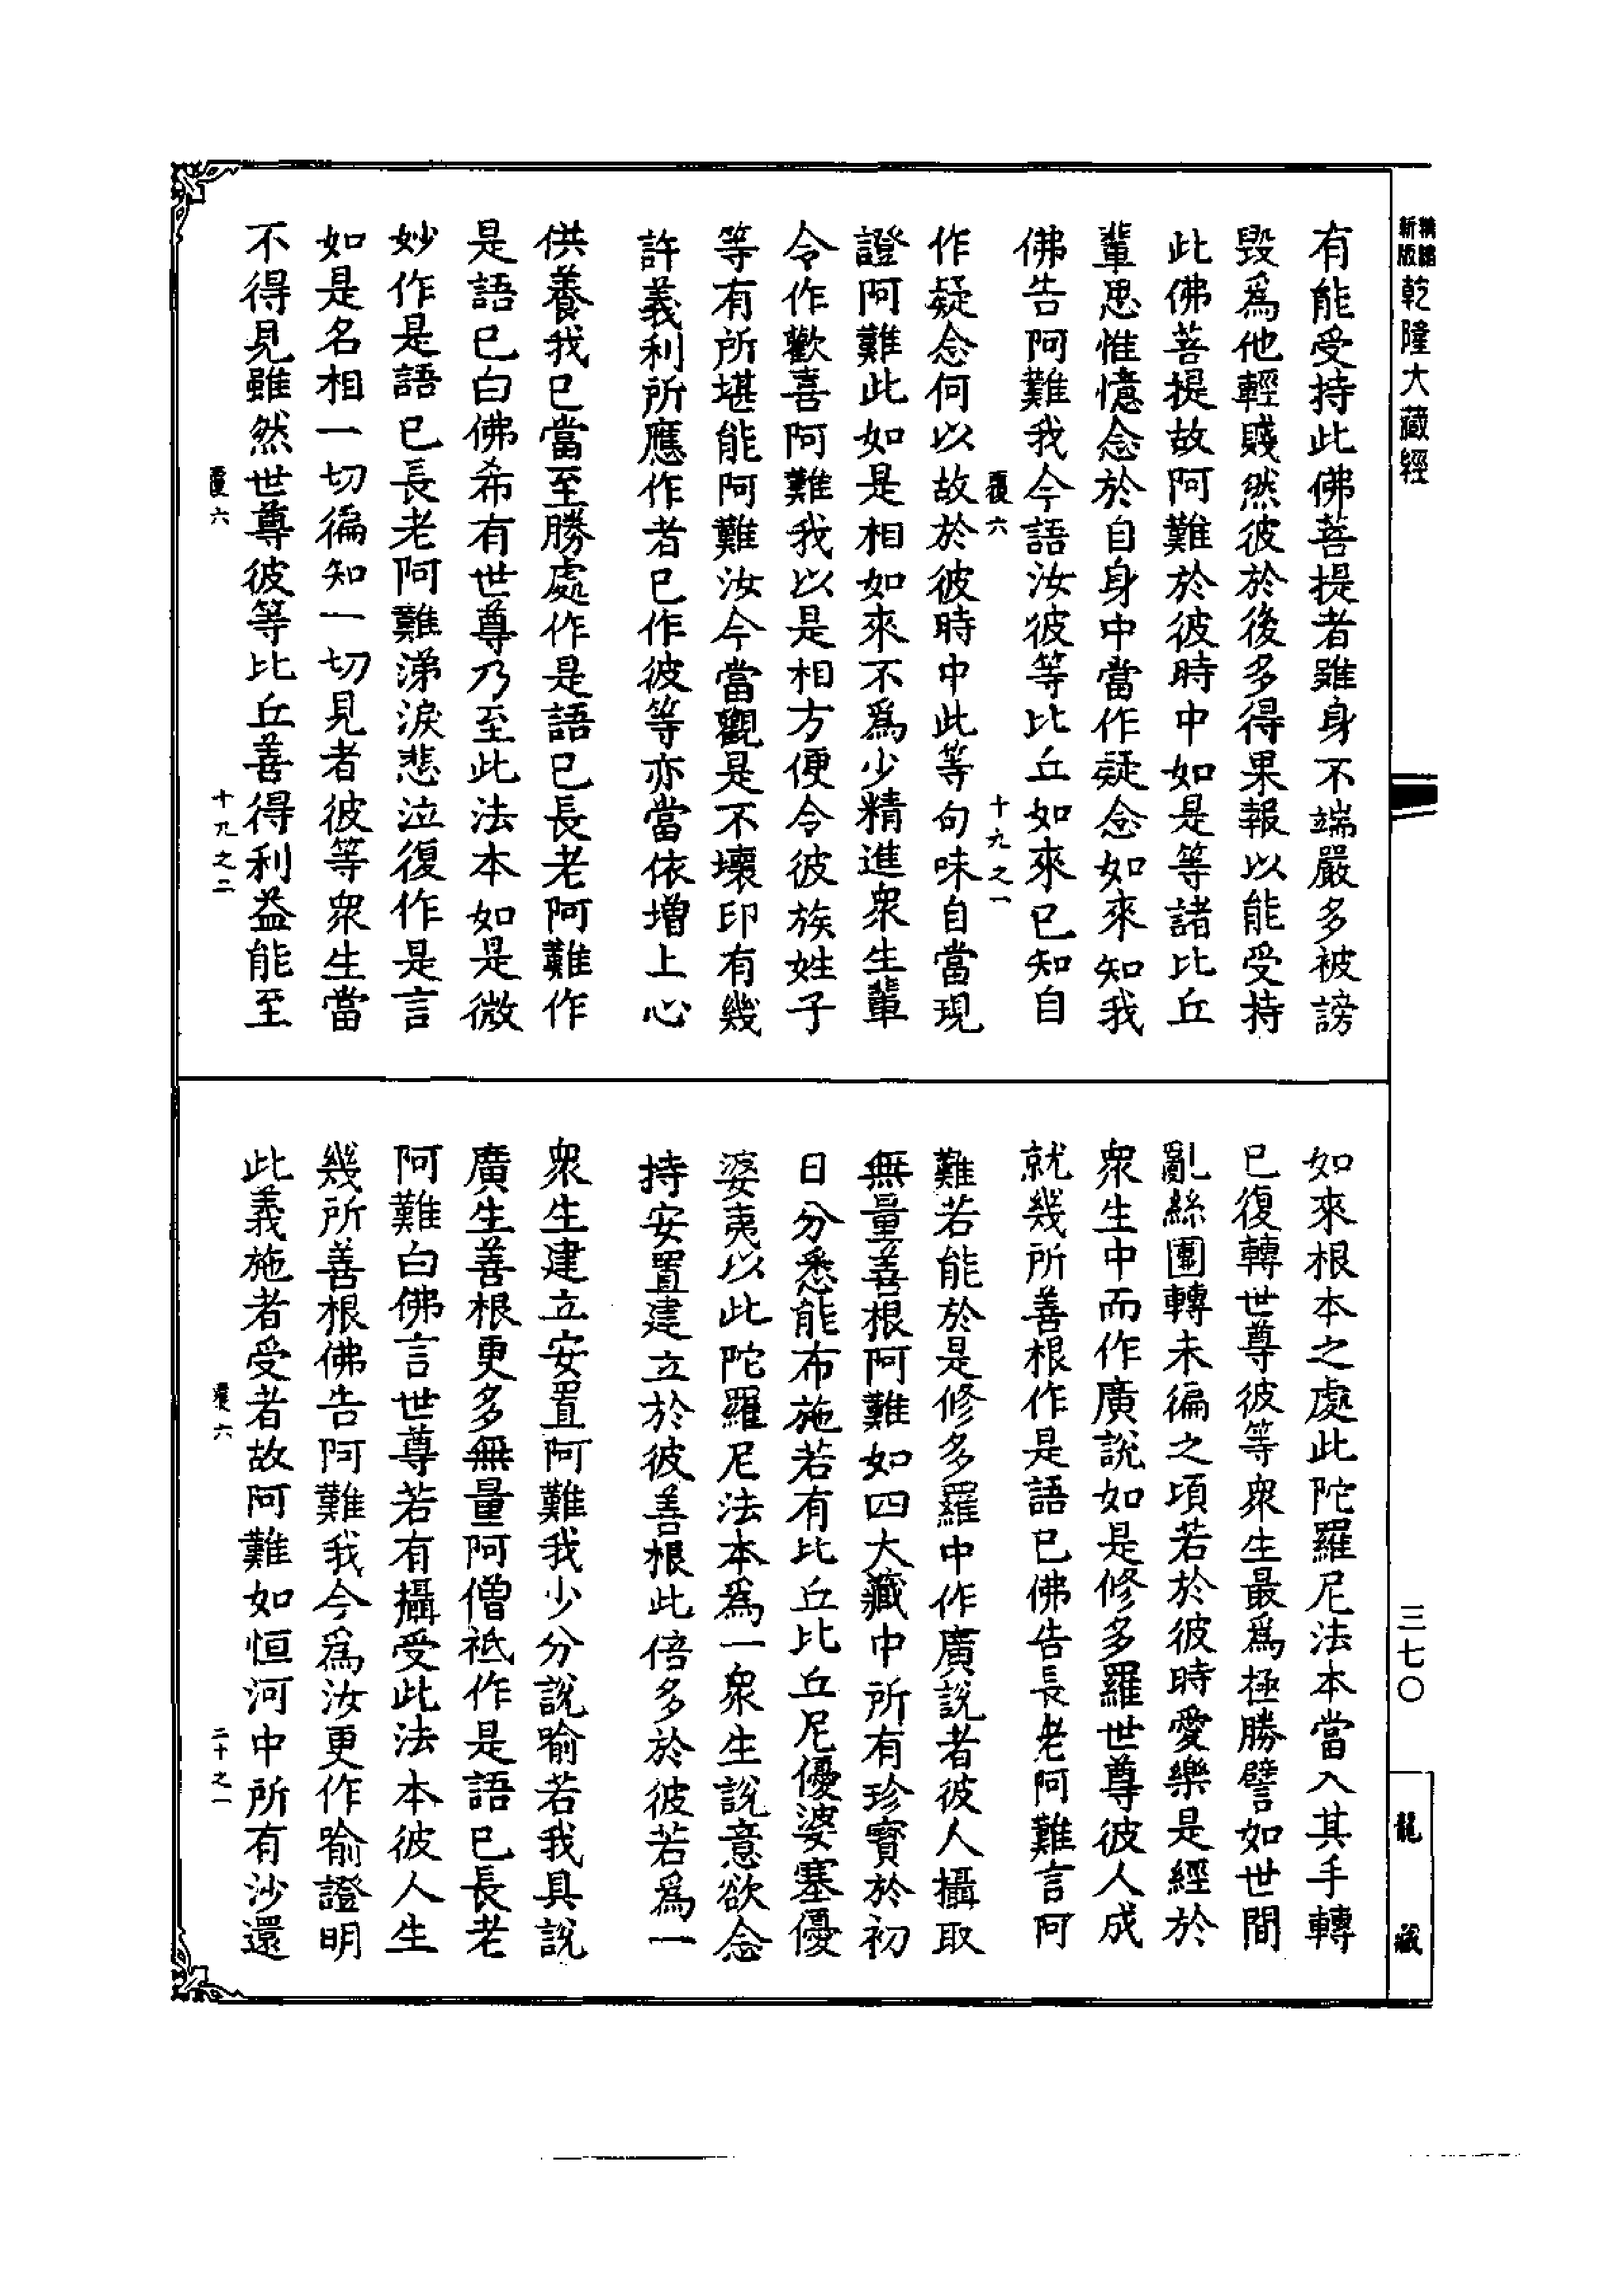 精縮
新版
乾隆大藏經
有能受持此佛菩提者雖身不端嚴多被謗
毀爲他輕賤然彼於後多得果報以能受持
此佛菩提故阿難於彼時中如是等諸比丘
輩思惟憶念於自身中當作疑念如來知我
佛告阿難我今語汝彼等比丘如來已知自
覆六
十九之一
作疑念何以故於彼時中此等句味自當現
證阿難此如是相如來不爲少精進衆生輩
令作歡喜阿難我以是相方便令彼族姓子
等有所堪能阿難汝今當觀是不壞印有幾
許義利所應作者已作彼等亦當依增上心
供養我已當至勝處作是語已長老阿難作
是語已白佛希有世尊乃至此法本如是微
妙作是語已長老阿難涕淚悲泣復作是言
如是名相一切徧知一切見者彼等衆生當
不得見雖然世尊彼等比丘善得利益能至
覆六
十九之二
如來根本之處此陀羅尼法本當入其手轉
已復轉世尊彼等衆生最爲極勝譬如世間
亂絲團轉未徧之頃若於彼時愛樂是經於
衆生中而作廣說如是修多羅世尊彼人成
就幾所善根作是語已佛告長老阿難言阿
難若能於是修多羅中作廣說者彼人攝取
無量善根阿難如四大藏中所有珍寶於初
日分悉能布施若有比丘比丘尼優婆塞優
婆夷以此陀羅尼法本爲一衆生說意欲念
持安置建立於彼善根此倍多於彼若爲一
衆生建立安置阿難我少分說喻若我具說
廣生善根更多無量阿僧祇作是語已長老
阿難白佛言世尊若有攝受此法本彼人生
幾所善根佛告阿難我今爲汝更作喻證明
此義施者受者故阿難如恒河中所有沙還
覆六
二十之一
三七〇
龍藏